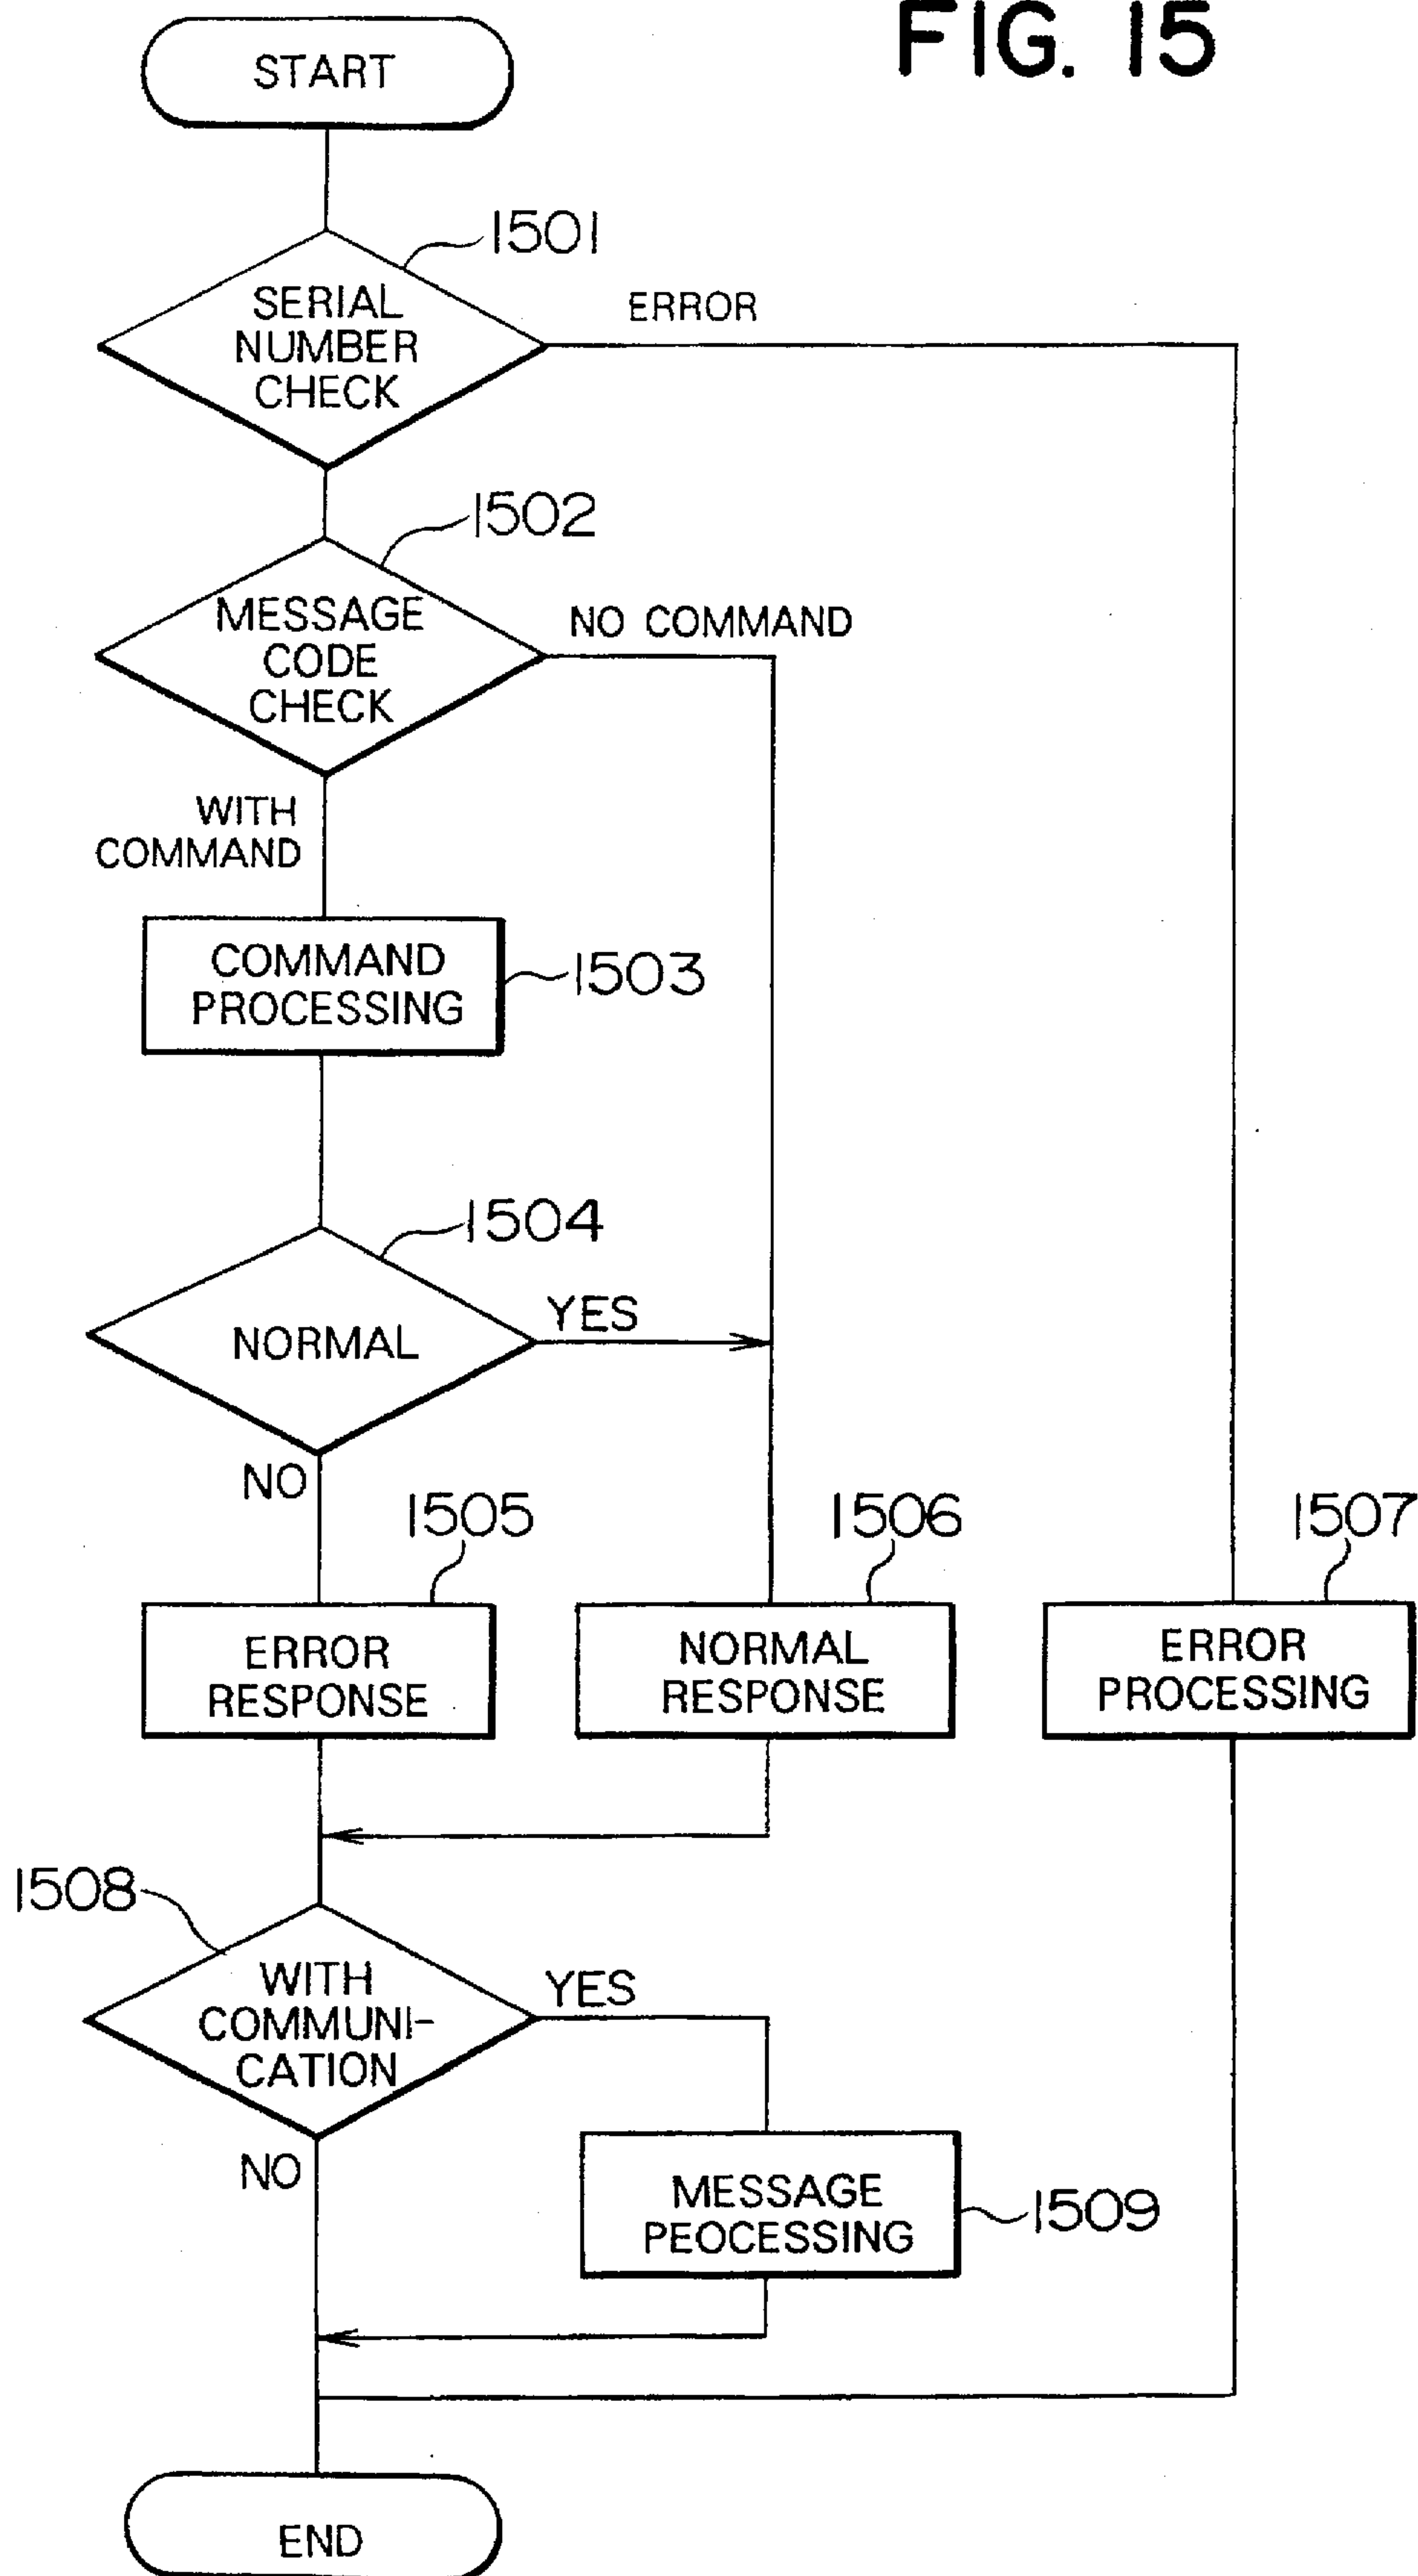 FIG. 15
START
1501
SERIAL
NUMBER
CHECK
ERROR
1502
MESSAGE
CODE
CHECK
NO COMMAND
WITH
COMMAND
COMMAND
PROCESSING
1503
1504
NORMAL
YES
NO
1505
1506
1507
ERROR
RESPONSE
NORMAL
RESPONSE
ERROR
PROCESSING
1508
WITH
COMMUNI-
CATION
YES
NO
MESSAGE
PEOCESSING
1509
END